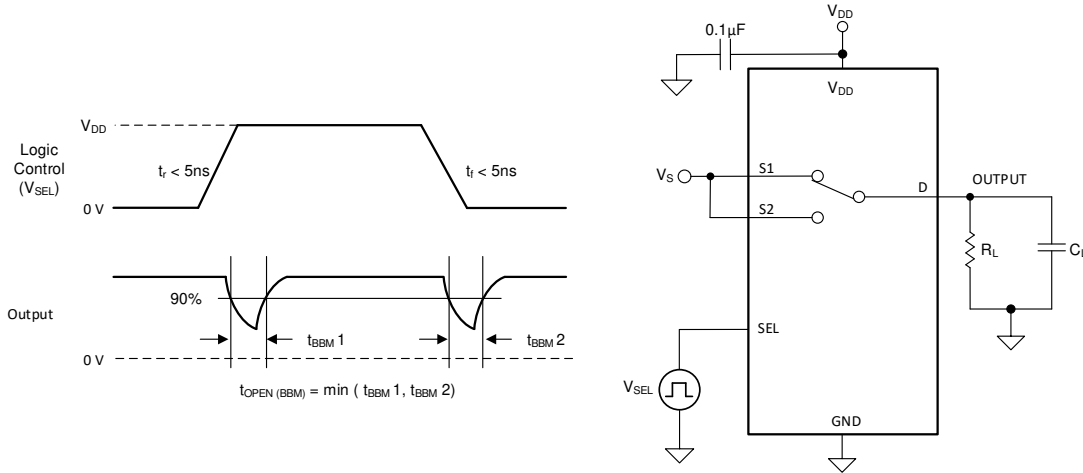 V_DD
Logic
Control
(V_SEL)
t_r < 5ns
t_f < 5ns
0 V
Output
90%
t_BBM 1
t_BBM 2
0 V
t_OPEN (BBM) = min ( t_BBM 1, t_BBM 2)
V_DD
0.1µF
V_DD
V_S
S1
S2
D
OUTPUT
R_L
C_L
SEL
V_SEL
GND